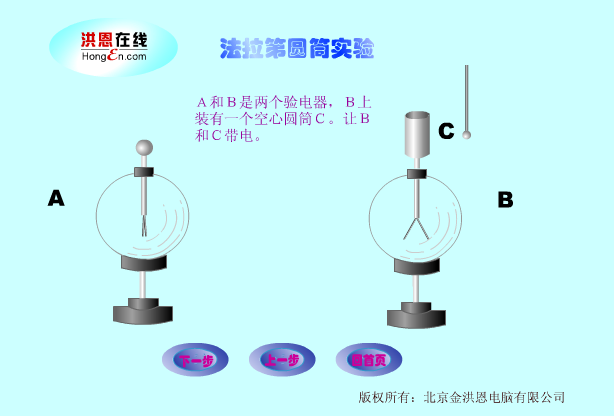 洪恩在线
HongEn.com
法拉第圆筒实验
A和B是两个验电器，B上
装有一个空心圆筒C。让B
和C带电。
C
A
B
下一步
上一步
回首页
版权所有：北京金洪恩电脑有限公司